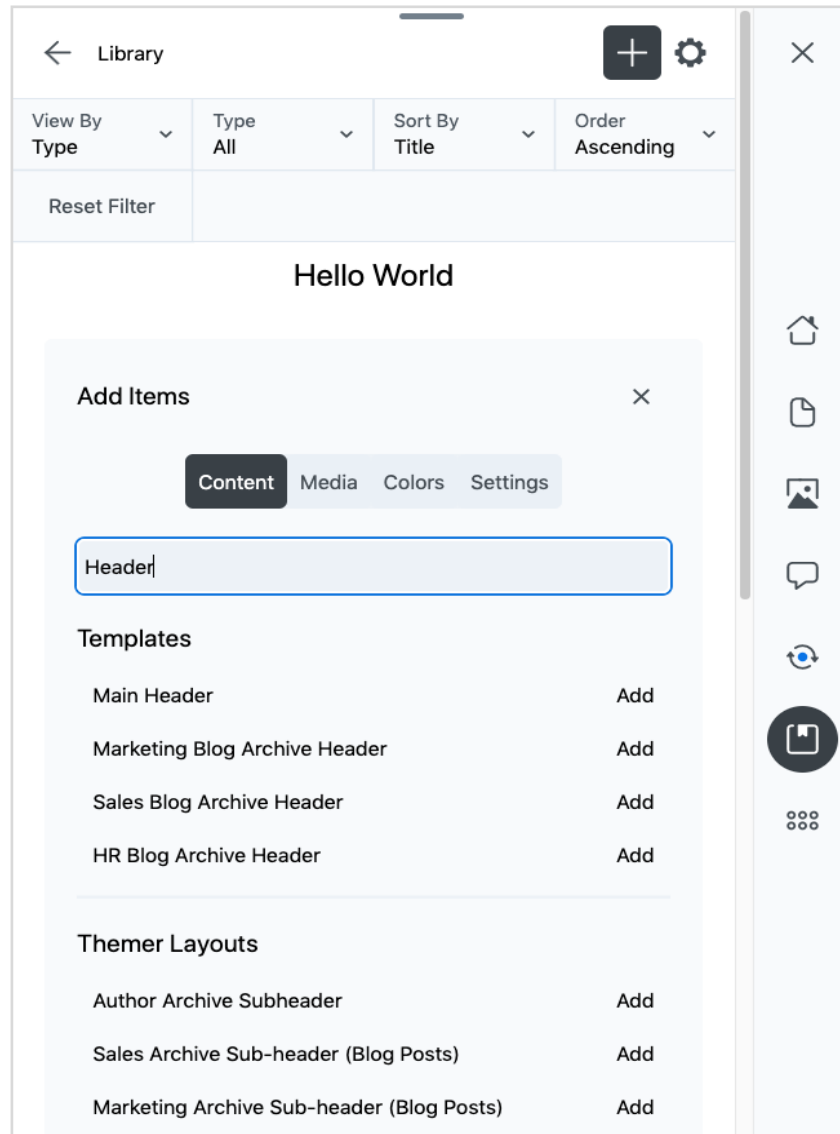 Library
View By
Type
Type
All
Sort By
Title
Order
Ascending
Reset Filter
Hello World
Add Items
Content Media Colors Settings
Header
Templates
Main Header Add
Marketing Blog Archive Header Add
Sales Blog Archive Header Add
HR Blog Archive Header Add
Themer Layouts
Author Archive Subheader Add
Sales Archive Sub-header (Blog Posts) Add
Marketing Archive Sub-header (Blog Posts) Add